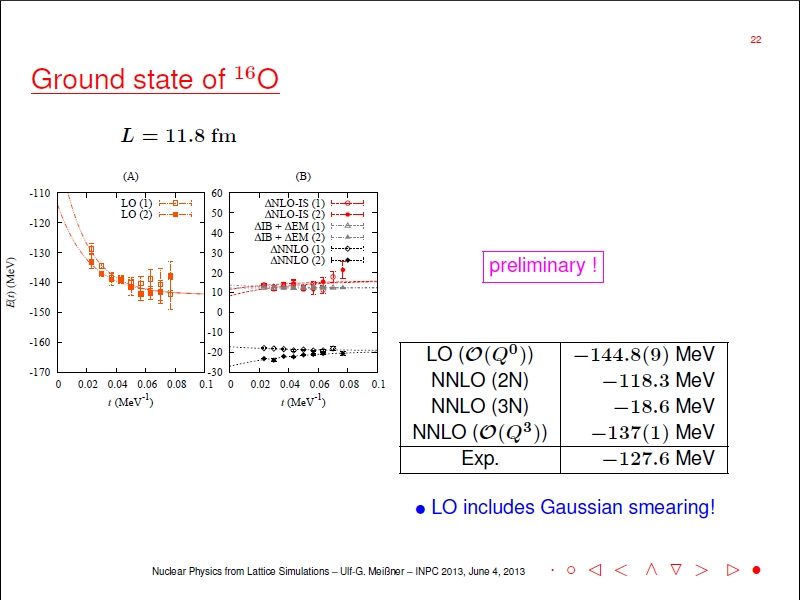 22
Ground state of ¹⁶O
L = 11.8 fm
(A)
(B)
E(t) (MeV)
-110
-120
-130
-140
-150
-160
-170
0 0.02 0.04 0.06 0.08 0.1
t (MeV⁻¹)
LO (1)
LO (2)
60
50
40
30
20
10
0
-10
-20
-30
0 0.02 0.04 0.06 0.08 0.1
t (MeV⁻¹)
ΔNLO-IS (1)
ΔNLO-IS (2)
ΔIB + ΔEM (1)
ΔIB + ΔEM (2)
ΔNNLO (1)
ΔNNLO (2)
preliminary !
LO (O(Q⁰)) −144.8(9) MeV
NNLO (2N) −118.3 MeV
NNLO (3N) −18.6 MeV
NNLO (O(Q³)) −137(1) MeV
Exp. −127.6 MeV
• LO includes Gaussian smearing!
Nuclear Physics from Lattice Simulations – Ulf-G. Meißner – INPC 2013, June 4, 2013